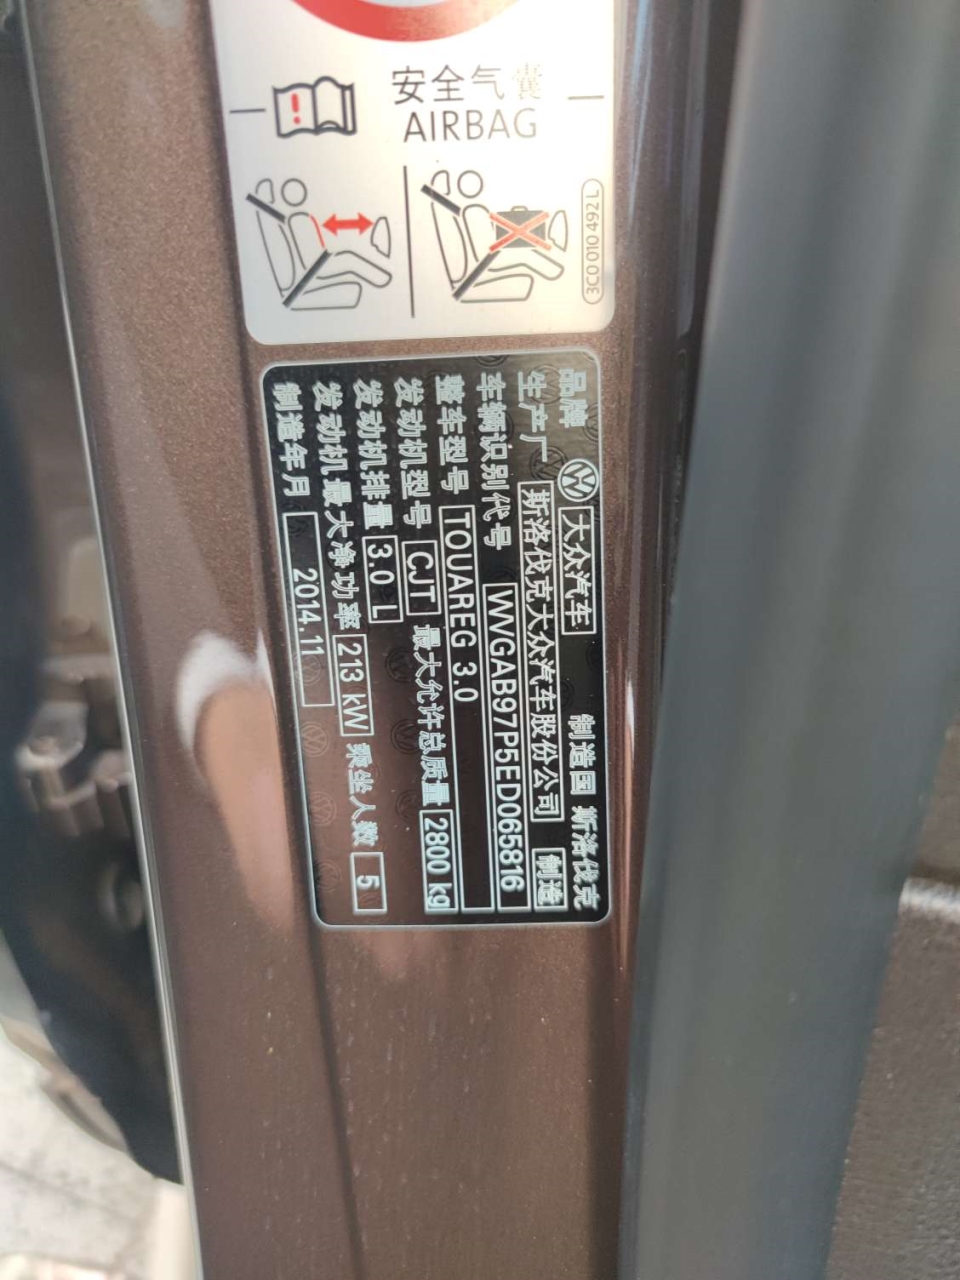 安全气囊
AIRBAG
3C0 010 492 L
品牌 大众汽车 制造国 斯洛伐克
生产厂 斯洛伐克大众汽车股份公司 制造
车辆识别代号 WVGAB97P5ED065816
整车型号 TOUAREG 3.0
发动机型号 CJT 最大允许总质量 2800 kg
发动机排量 3.0 L
发动机最大净功率 213 kW 乘坐人数 5
制造年月 2014.11